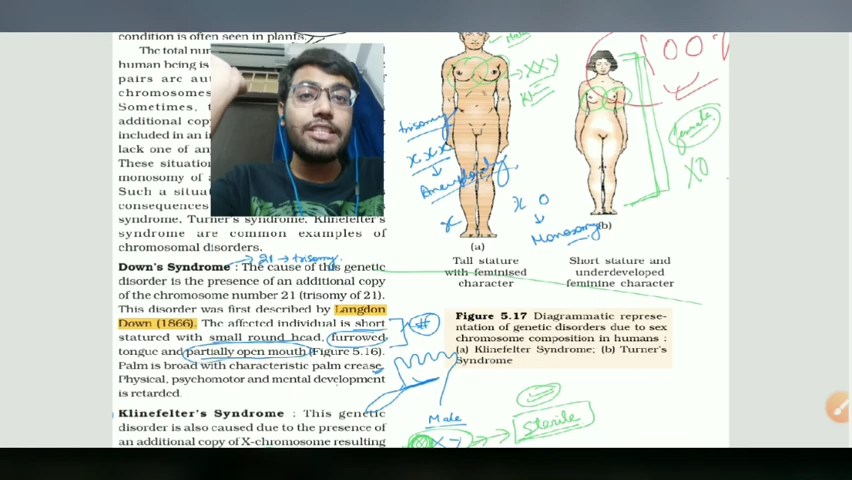 condition is often seen in plants.
The total num
human being is
pairs are aut
chromosomes
Sometimes, t
additional cop
included in an i
lack one of an
These situati
monosomy of a
Such a situat
consequences
syndrome, Turner's syndrome, Klinefelter's
syndrome are common examples of
chromosomal disorders.
21 → trisomy.
Down's Syndrome : The cause of this genetic
disorder is the presence of an additional copy
of the chromosome number 21 (trisomy of 21).
This disorder was first described by Langdon
Down (1866). The affected individual is short
statured with small round head, furrowed
tongue and partially open mouth (Figure 5.16).
Palm is broad with characteristic palm crease.
Physical, psychomotor and mental development
is retarded.
Klinefelter's Syndrome : This genetic
disorder is also caused due to the presence of
an additional copy of X-chromosome resulting
Male
XXY
trisomy
XXX
Aneuploidy
X
X O
Monosomy
100%
female
XO
(a)
(b)
Tall stature
with feminised
character
Short stature and
underdeveloped
feminine character
Figure 5.17 Diagrammatic represe-
ntation of genetic disorders due to sex
chromosome composition in humans :
(a) Klinefelter Syndrome; (b) Turner's
Syndrome
Male
XY
Sterile